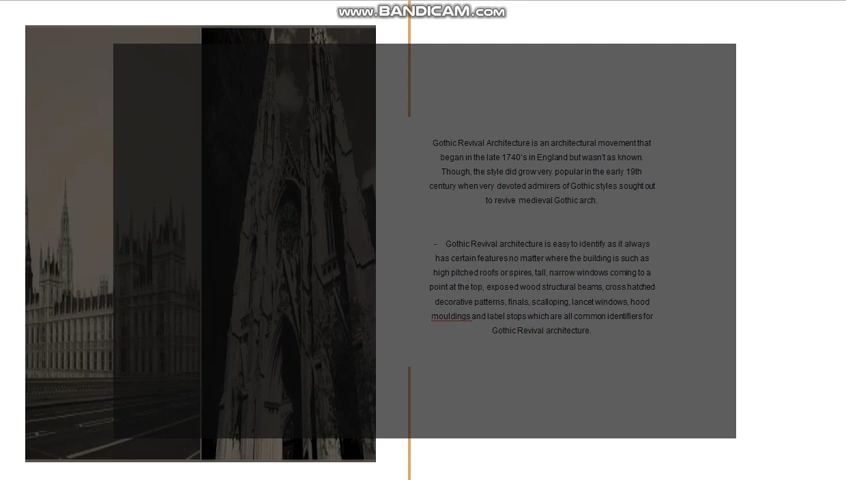 www.BANDICAM.com
Gothic Revival Architecture is an architectural movement that
began in the late 1740's in England but wasn't as known.
Though, the style did grow very popular in the early 19th
century when very devoted admirers of Gothic styles sought out
to revive medieval Gothic arch.
- Gothic Revival architecture is easy to identify as it always
has certain features no matter where the building is such as
high pitched roofs or spires, tall, narrow windows coming to a
point at the top, exposed wood structural beams, cross hatched
decorative patterns, finals, scalloping, lancet windows, hood
mouldings and label stops which are all common identifiers for
Gothic Revival architecture.